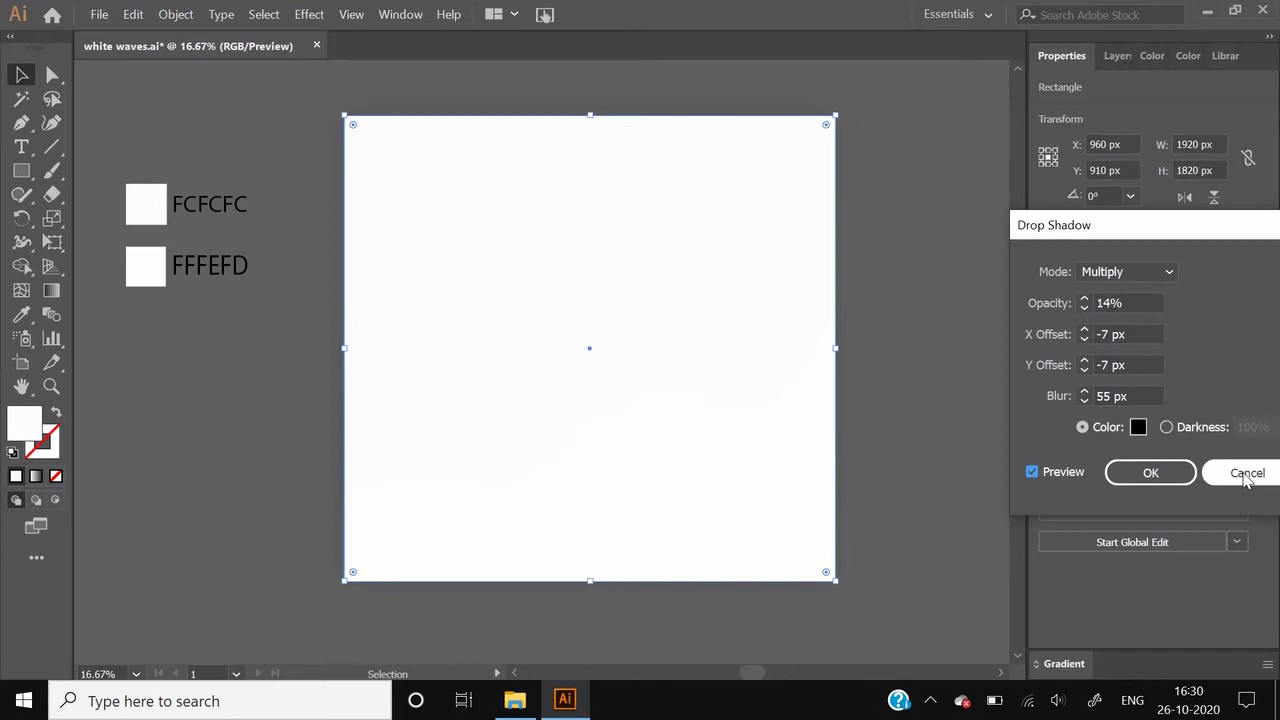 Ai File Edit Object Type Select Effect View Window Help Essentials Search Adobe Stock
white waves.ai* @ 16.67% (RGB/Preview)
Properties Layer: Color Color Librar
Rectangle
Transform
X: 960 px W: 1920 px
Y: 910 px H: 1820 px
0°
FCFCFC
FFFEFD
Drop Shadow
Mode: Multiply
Opacity: 14%
X Offset: -7 px
Y Offset: -7 px
Blur: 55 px
Color: Darkness: 100%
Preview OK Cancel
Start Global Edit
Gradient
16.67% 1 Selection
Type here to search
Ai
ENG
16:30
26-10-2020